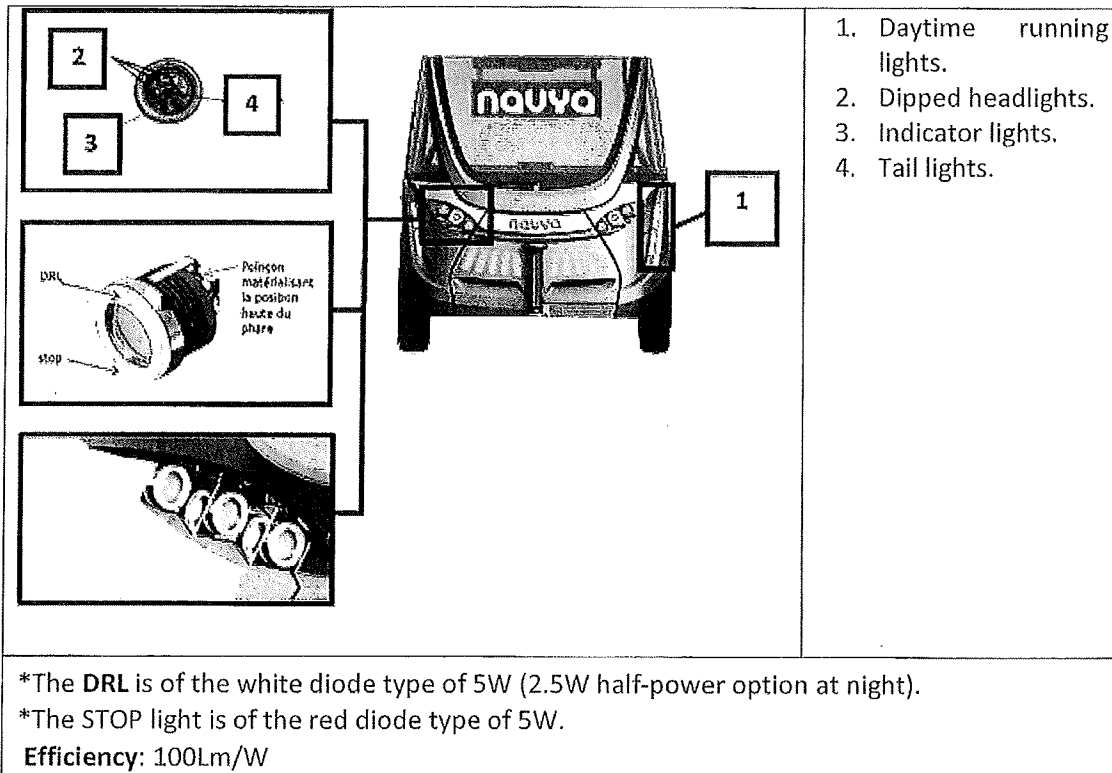 2
4
3
DRL
Poinçon
matérialisant
la position
haute du
phare
stop
nauya
nauya
1
1. Daytime running
lights.
2. Dipped headlights.
3. Indicator lights.
4. Tail lights.
*The DRL is of the white diode type of 5W (2.5W half-power option at night).
*The STOP light is of the red diode type of 5W.
Efficiency: 100Lm/W